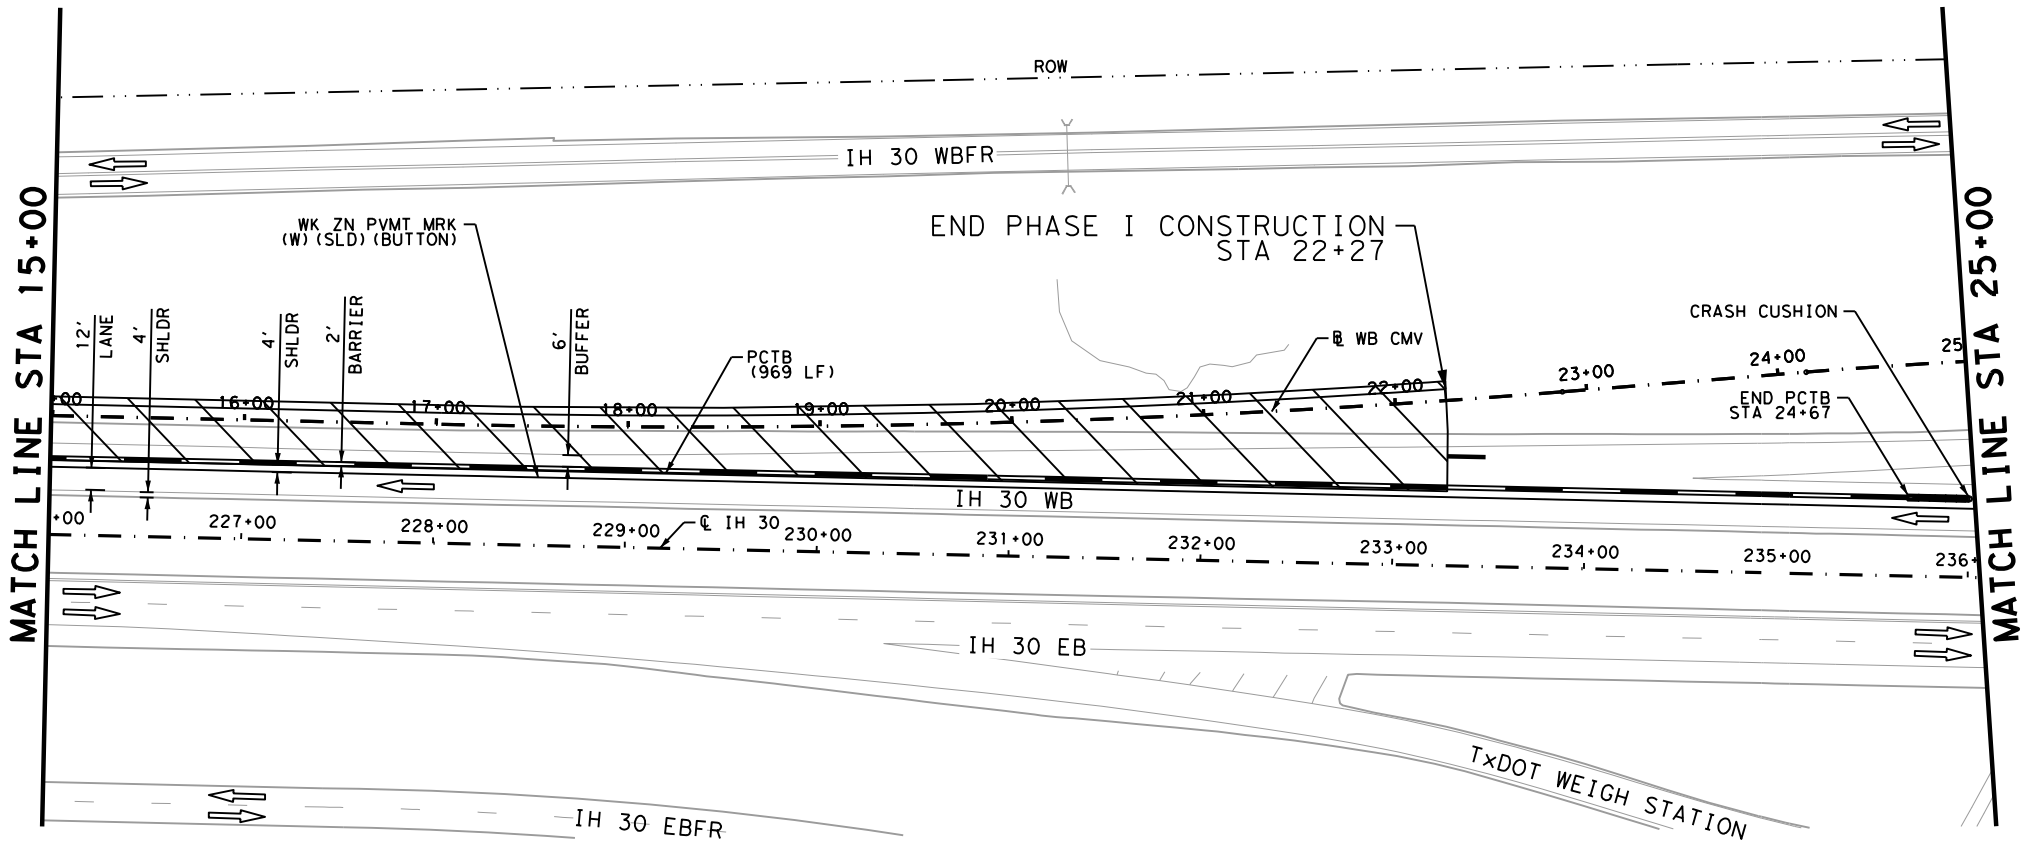 ROW
IH 30 WBFR
MATCH LINE STA 15+00
MATCH LINE STA 25+00
WK ZN PVMT MRK
(W)(SLD)(BUTTON)
END PHASE I CONSTRUCTION
STA 22+27
12'
LANE
4'
SHLDR
4'
SHLDR
2'
BARRIER
6'
BUFFER
PCTB
(969 LF)
℄ WB CMV
CRASH CUSHION
END PCTB
STA 24+67
+00
16+00
17+00
18+00
19+00
20+00
21+00
22+00
23+00
24+00
25
IH 30 WB
+00
227+00
228+00
229+00
℄ IH 30
230+00
231+00
232+00
233+00
234+00
235+00
236+
IH 30 EB
TxDOT WEIGH STATION
IH 30 EBFR